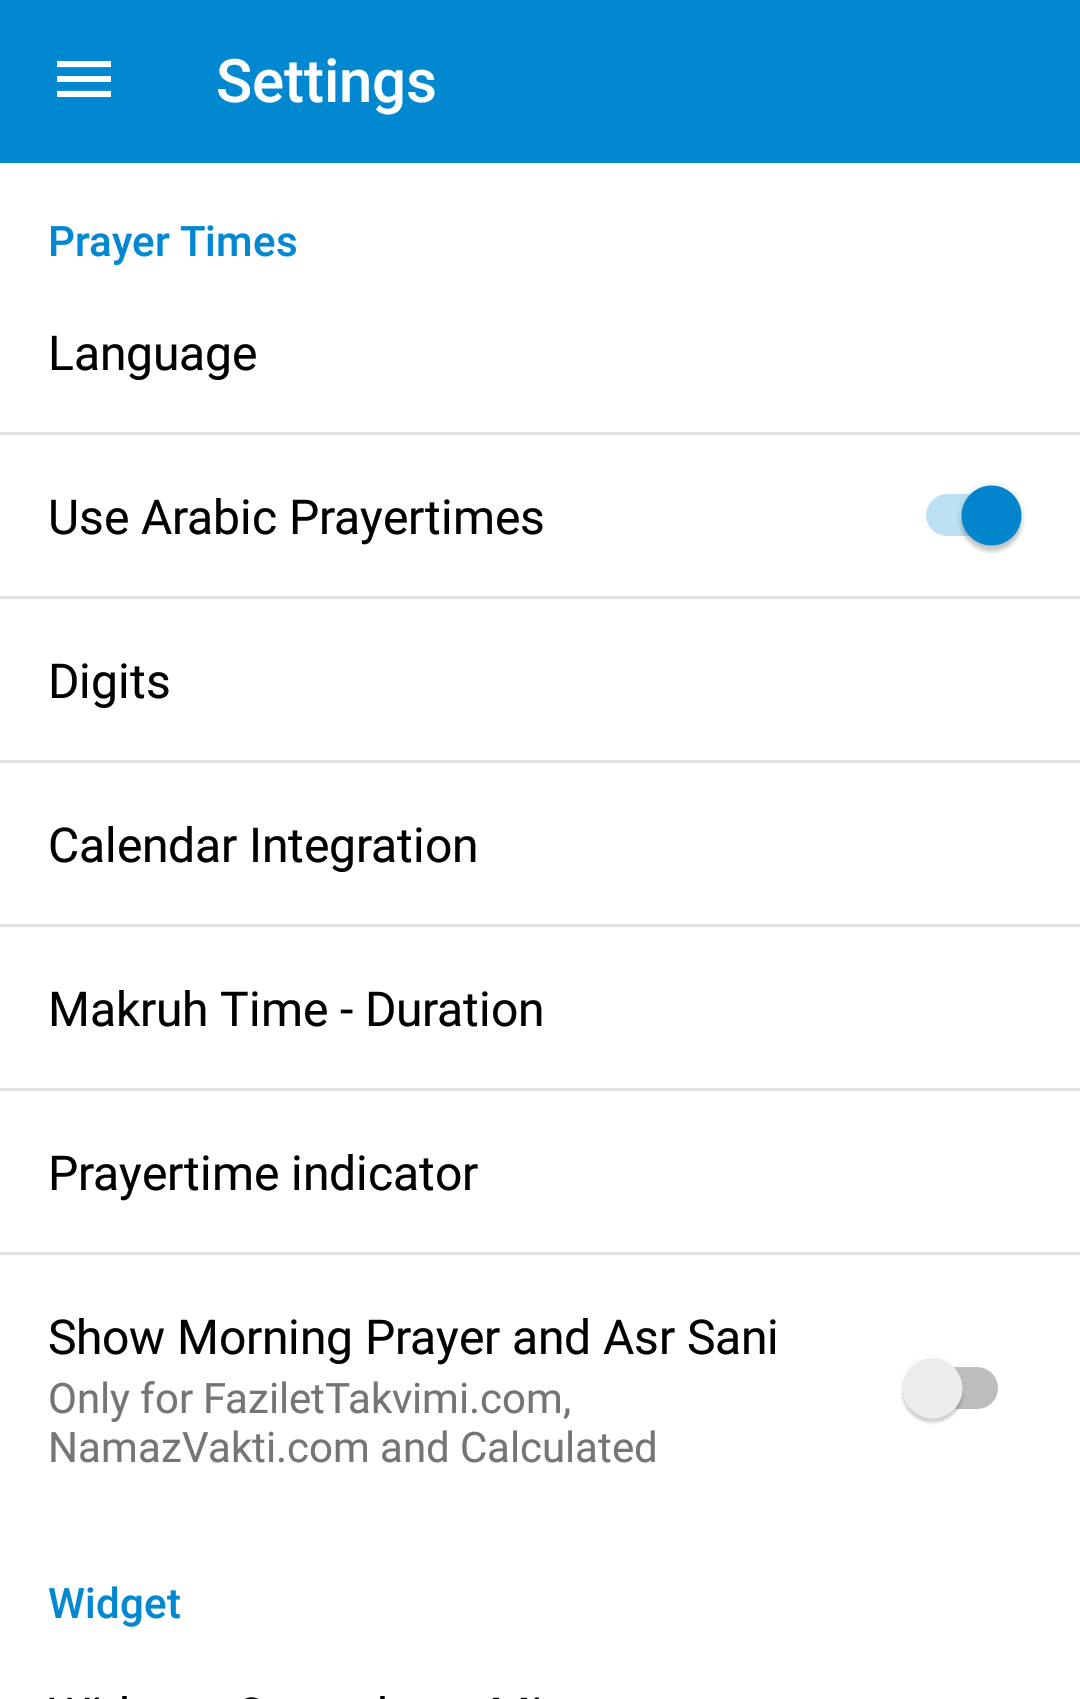 Settings
Prayer Times
Language
Use Arabic Prayertimes
Digits
Calendar Integration
Makruh Time - Duration
Prayertime indicator
Show Morning Prayer and Asr Sani
Only for FaziletTakvimi.com,
NamazVakti.com and Calculated
Widget